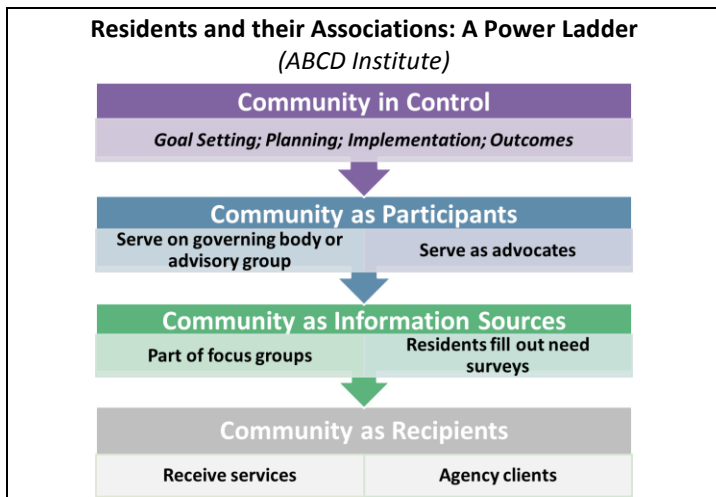 Residents and their Associations: A Power Ladder
(ABCD Institute)
Community in Control
Goal Setting; Planning; Implementation; Outcomes
Community as Participants
Serve on governing body or
advisory group
Serve as advocates
Community as Information Sources
Part of focus groups
Residents fill out need
surveys
Community as Recipients
Receive services
Agency clients